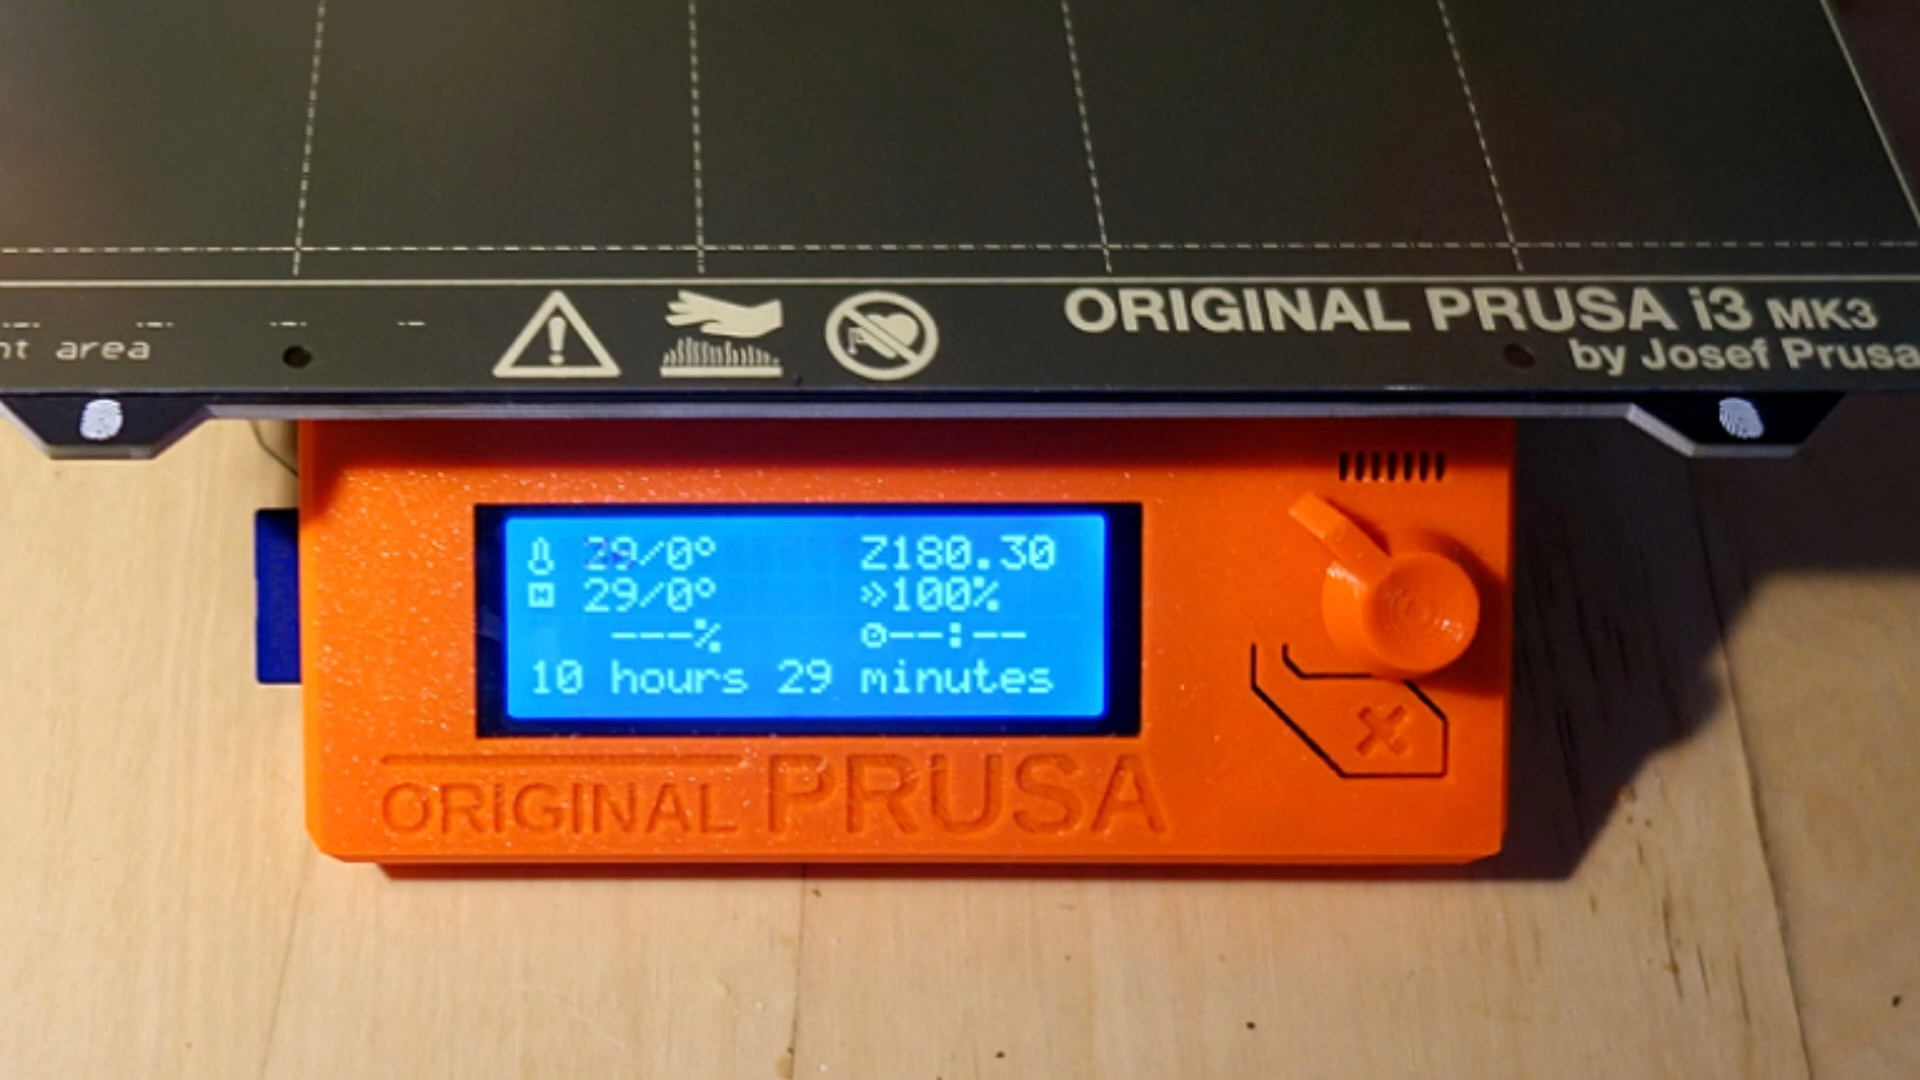 ORIGINAL PRUSA i3 MK3
by Josef Prusa
area
29/0° Z180.30
29/0° »100%
---% --:--
10 hours 29 minutes
ORIGINAL PRUSA